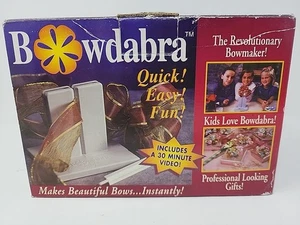 Bowdabra™
Quick!
Easy!
Fun!
INCLUDES
A 30 MINUTE
VIDEO!
Makes Beautiful Bows...Instantly!
The Revolutionary
Bowmaker!
Kids Love Bowdabra!
Professional Looking
Gifts!